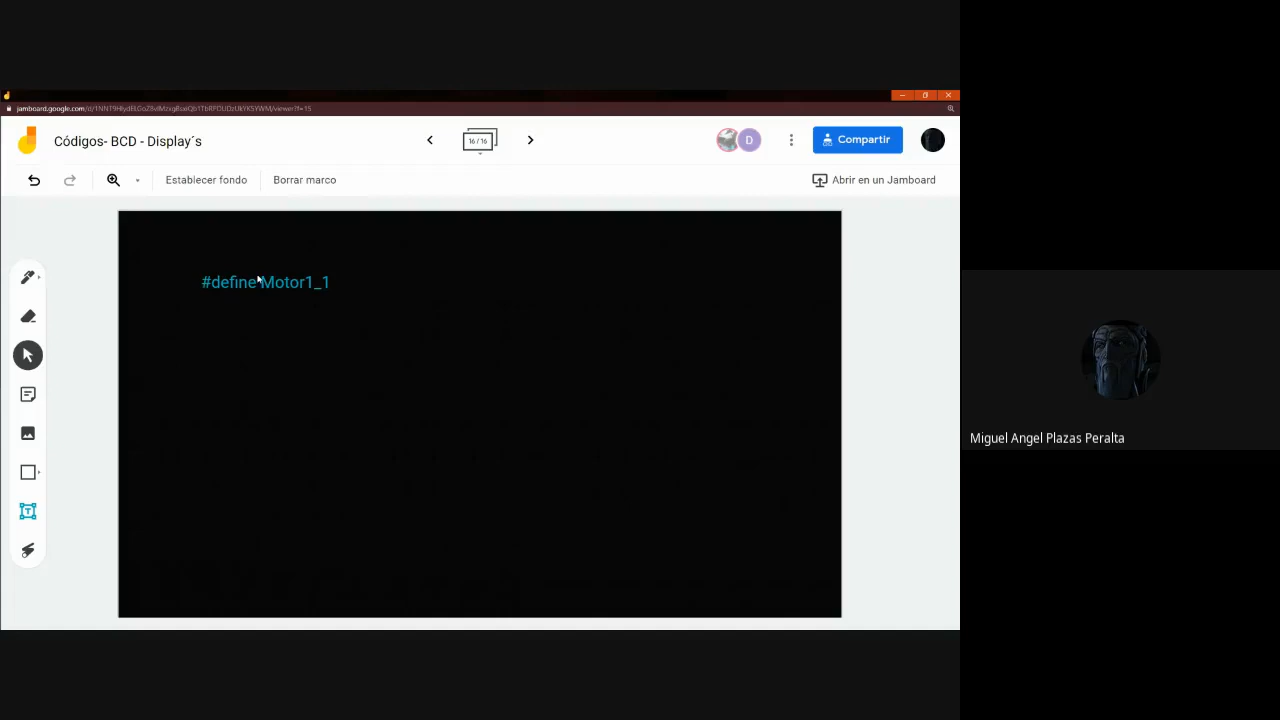 Códigos- BCD - Display´s
16 / 16
D
Compartir
Establecer fondo
Borrar marco
Abrir en un Jamboard
#define Motor1_1
Miguel Angel Plazas Peralta